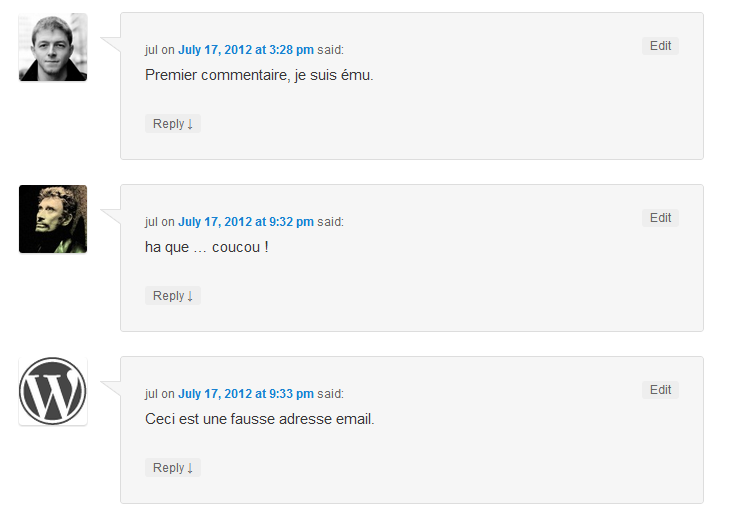 jul on July 17, 2012 at 3:28 pm said:
Edit
Premier commentaire, je suis ému.
Reply ↓
jul on July 17, 2012 at 9:32 pm said:
Edit
ha que … coucou !
Reply ↓
W
jul on July 17, 2012 at 9:33 pm said:
Edit
Ceci est une fausse adresse email.
Reply ↓